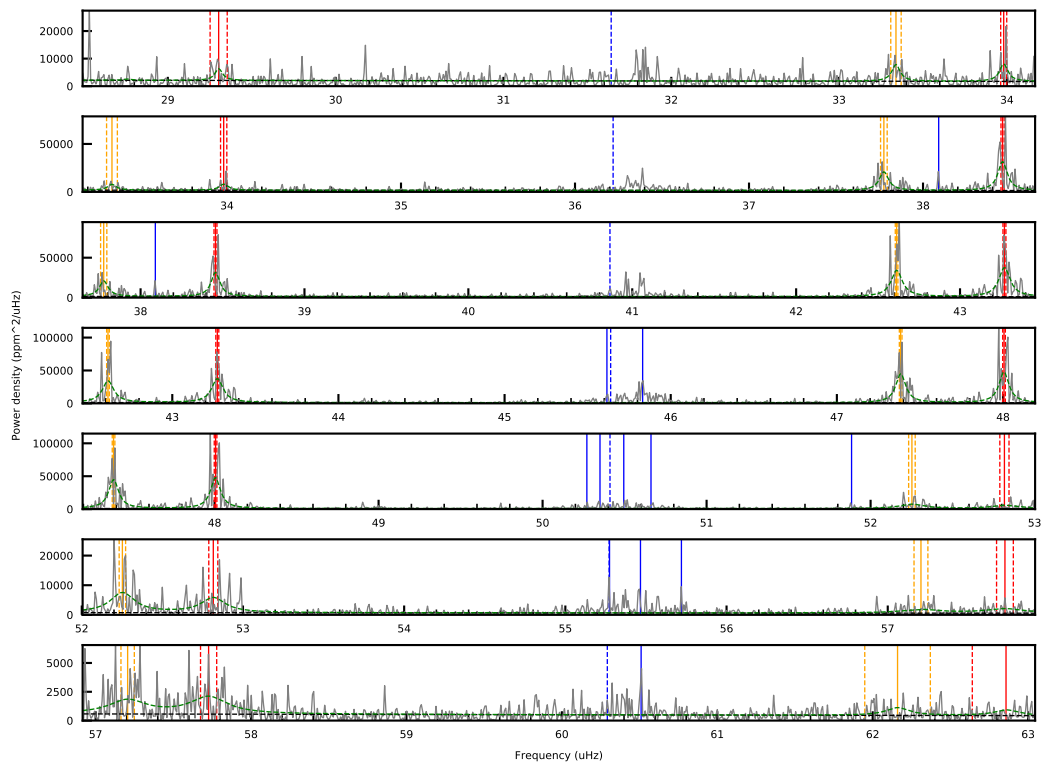 20000
10000
0
29 30 31 32 33 34
50000
0
34 35 36 37 38
50000
0
38 39 40 41 42 43
100000
50000
0
43 44 45 46 47 48
100000
50000
0
48 49 50 51 52 53
20000
10000
0
52 53 54 55 56 57
5000
2500
0
57 58 59 60 61 62 63
Power density (ppm^2/uHz)
Frequency (uHz)